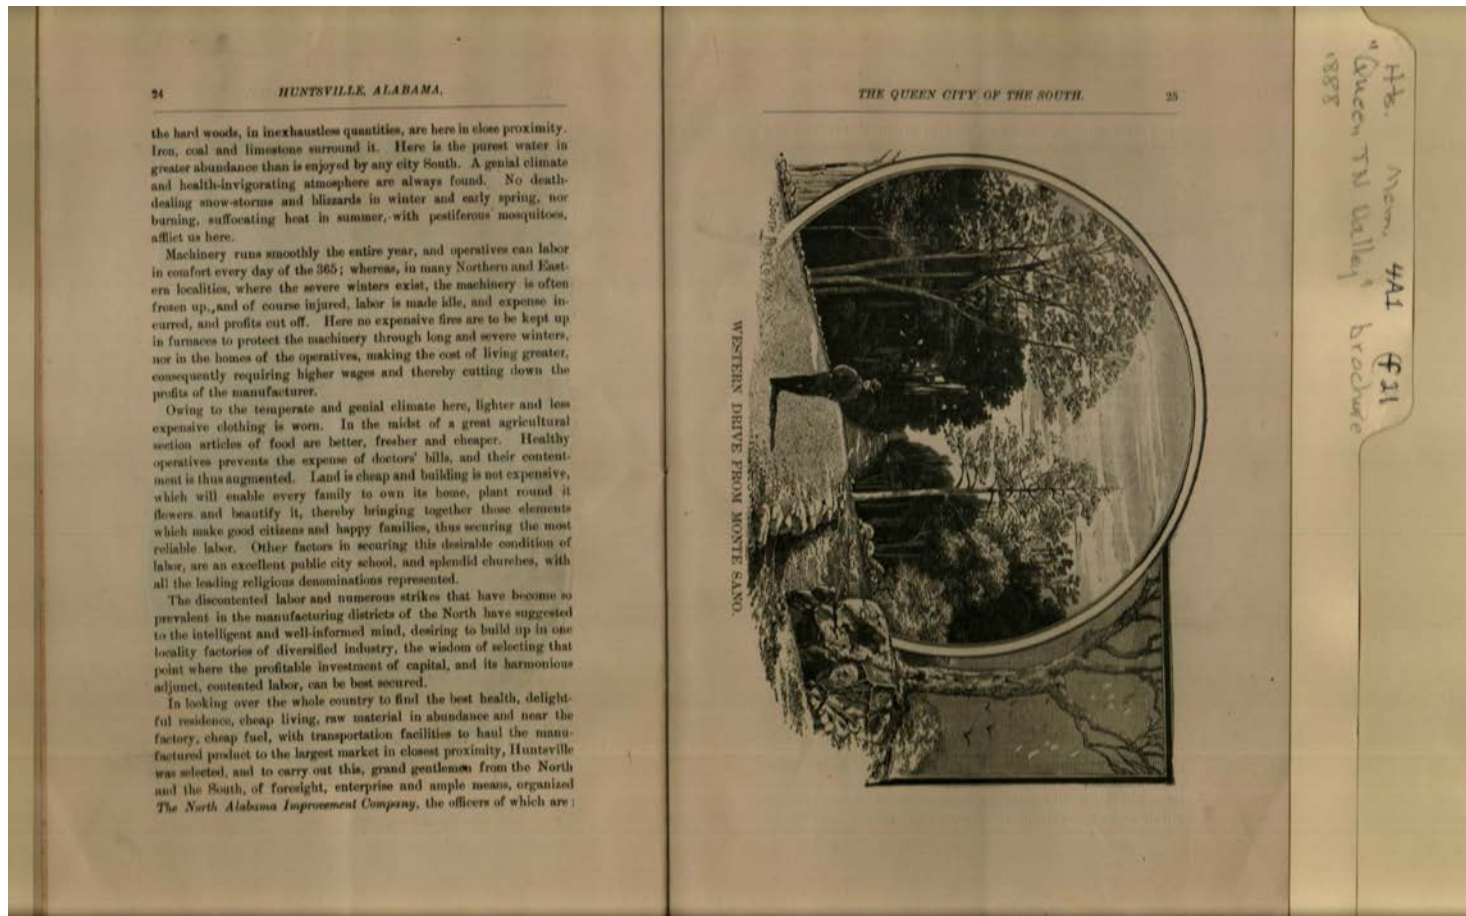 24
HUNTSVILLE, ALABAMA,
the hard woods, in inexhaustless quantities, are here in close proximity.
Iron, coal and limestone surround it. Here is the purest water in
greater abundance than is enjoyed by any city South. A genial climate
and health-invigorating atmosphere are always found. No death-
dealing snow-storms and blizzards in winter and early spring, nor
burning, suffocating heat in summer, with pestiferous mosquitoes,
afflict us here.
Machinery runs smoothly the entire year, and operatives can labor
in comfort every day of the 365; whereas, in many Northern and East-
ern localities, where the severe winters exist, the machinery is often
frozen up, and of course injured, labor is made idle, and expense in-
curred, and profits cut off. Here no expensive fires are to be kept up
in furnaces to protect the machinery through long and severe winters,
nor in the homes of the operatives, making the cost of living greater,
consequently requiring higher wages and thereby cutting down the
profits of the manufacturer.
Owing to the temperate and genial climate here, lighter and less
expensive clothing is worn. In the midst of a great agricultural
section articles of food are better, fresher and cheaper. Healthy
operatives prevents the expense of doctors' bills, and their content-
ment is thus augmented. Land is cheap and building is not expensive,
which will enable every family to own its home, plant round it
flowers and beautify it, thereby bringing together those elements
which make good citizens and happy families, thus securing the most
reliable labor. Other factors in securing this desirable condition of
labor, are an excellent public city school, and splendid churches, with
all the leading religious denominations represented.
The discontented labor and numerous strikes that have become so
prevalent in the manufacturing districts of the North have suggested
to the intelligent and well-informed mind, desiring to build up in one
locality factories of diversified industry, the wisdom of selecting that
point where the profitable investment of capital, and its harmonious
adjunct, contented labor, can be best secured.
In looking over the whole country to find the best health, delight-
ful residence, cheap living, raw material in abundance and near the
factory, cheap fuel, with transportation facilities to haul the manu-
factured product to the largest market in closest proximity, Huntsville
was selected, and to carry out this, grand gentlemen from the North
and the South, of foresight, enterprise and ample means, organized
The North Alabama Improvement Company, the officers of which are:
THE QUEEN CITY OF THE SOUTH.
25
WESTERN DRIVE FROM MONTE SANO.
Hts. Mem. 4A1 f21
"Queen TN Valley" brochure
1888